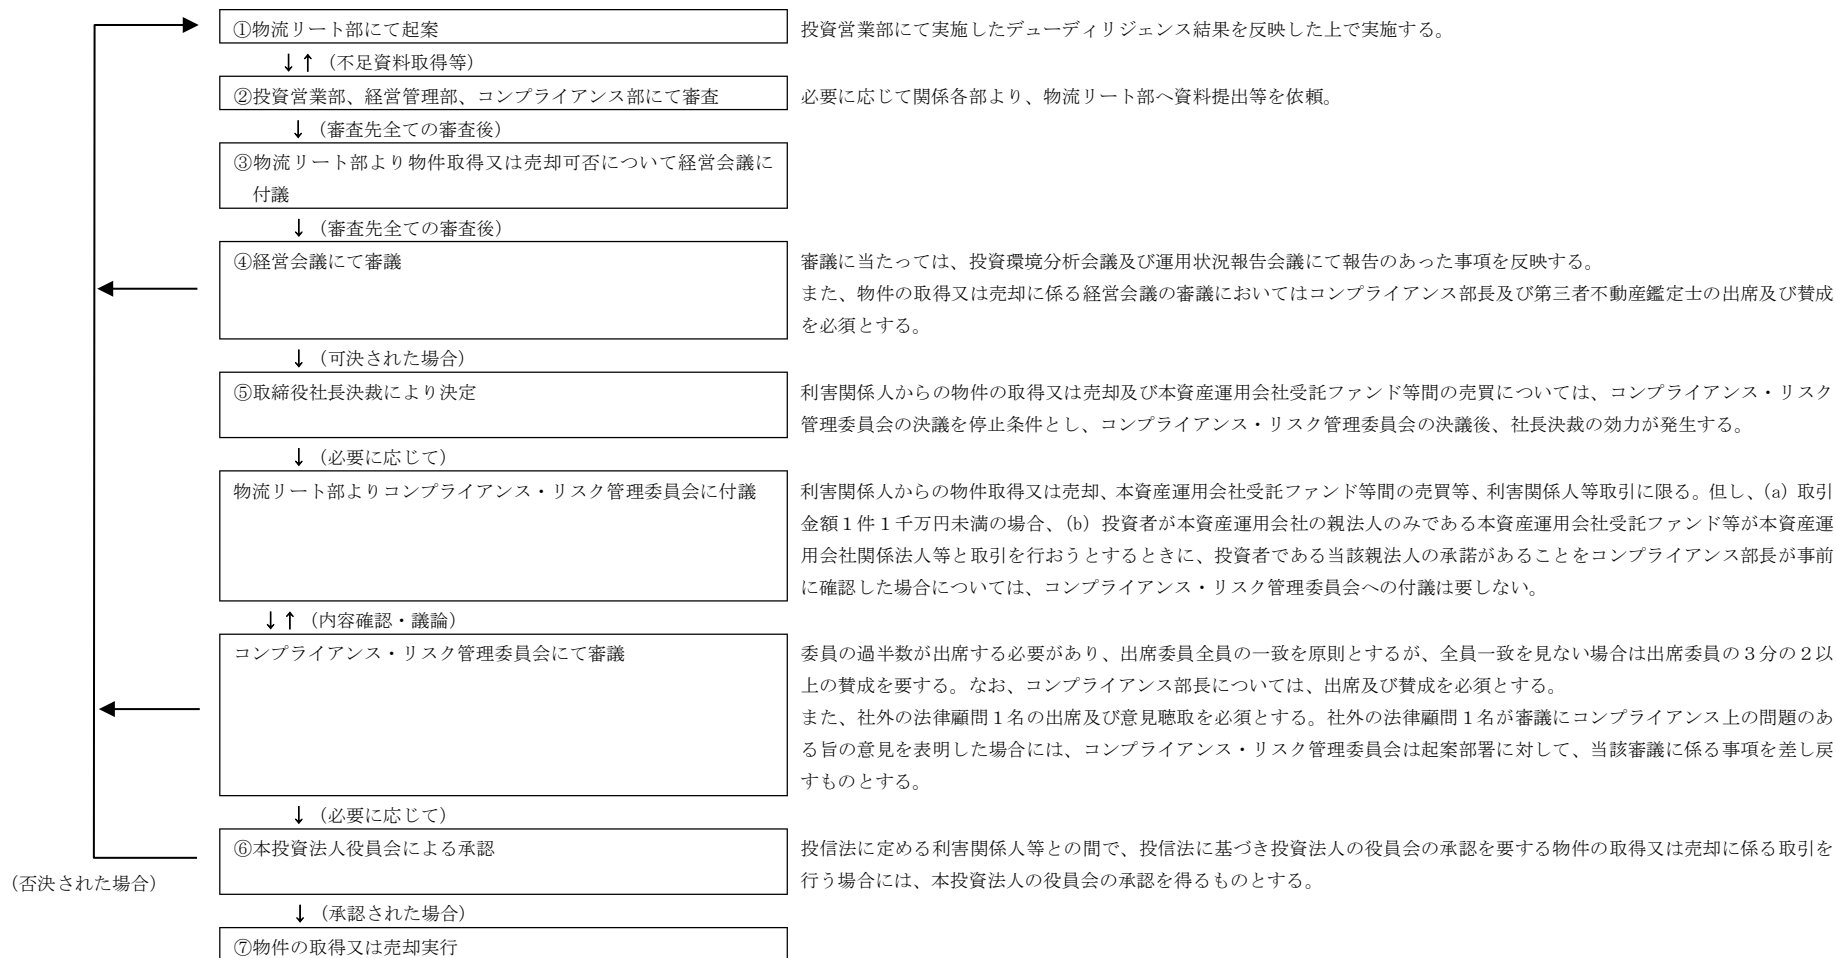 ①物流リート部にて起案
投資営業部にて実施したデューディリジェンス結果を反映した上で実施する。
↓↑（不足資料取得等）
②投資営業部、経営管理部、コンプライアンス部にて審査
必要に応じて関係各部より、物流リート部へ資料提出等を依頼。
↓（審査先全ての審査後）
③物流リート部より物件取得又は売却可否について経営会議に
付議
↓（審査先全ての審査後）
④経営会議にて審議
審議に当たっては、投資環境分析会議及び運用状況報告会議にて報告のあった事項を反映する。
また、物件の取得又は売却に係る経営会議の審議においてはコンプライアンス部長及び第三者不動産鑑定士の出席及び賛成
を必須とする。
↓（可決された場合）
⑤取締役社長決裁により決定
利害関係人からの物件の取得又は売却及び本資産運用会社受託ファンド等間の売買については、コンプライアンス・リスク
管理委員会の決議を停止条件とし、コンプライアンス・リスク管理委員会の決議後、社長決裁の効力が発生する。
↓（必要に応じて）
物流リート部よりコンプライアンス・リスク管理委員会に付議
利害関係人からの物件取得又は売却、本資産運用会社受託ファンド等間の売買等、利害関係人等取引に限る。但し、(a) 取引
金額１件１千万円未満の場合、(b) 投資者が本資産運用会社の親法人のみである本資産運用会社受託ファンド等が本資産運
用会社関係法人等と取引を行おうとするときに、投資者である当該親法人の承諾があることをコンプライアンス部長が事前
に確認した場合については、コンプライアンス・リスク管理委員会への付議は要しない。
↓↑（内容確認・議論）
コンプライアンス・リスク管理委員会にて審議
委員の過半数が出席する必要があり、出席委員全員の一致を原則とするが、全員一致を見ない場合は出席委員の３分の２以
上の賛成を要する。なお、コンプライアンス部長については、出席及び賛成を必須とする。
また、社外の法律顧問１名の出席及び意見聴取を必須とする。社外の法律顧問１名が審議にコンプライアンス上の問題のあ
る旨の意見を表明した場合には、コンプライアンス・リスク管理委員会は起案部署に対して、当該審議に係る事項を差し戻
すものとする。
↓（必要に応じて）
⑥本投資法人役員会による承認
投信法に定める利害関係人等との間で、投信法に基づき投資法人の役員会の承認を要する物件の取得又は売却に係る取引を
行う場合には、本投資法人の役員会の承認を得るものとする。
（否決された場合）
↓（承認された場合）
⑦物件の取得又は売却実行